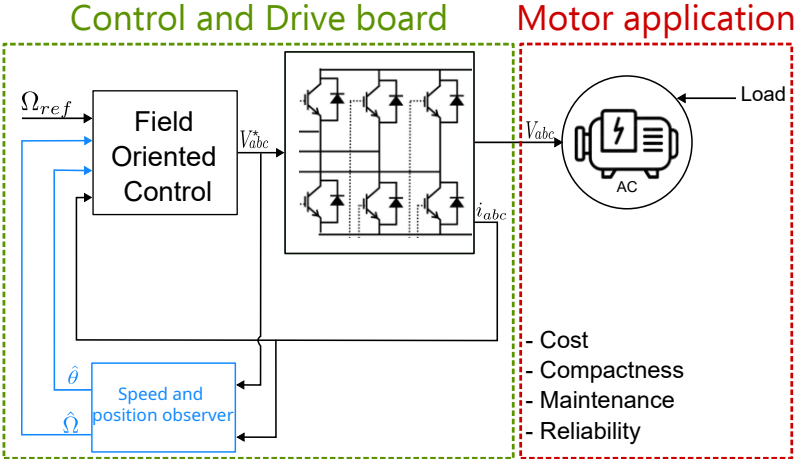 Control and Drive board
Motor application
Ω_ref
Field
Oriented
Control
V*_abc
V_abc
Load
AC
i_abc
- Cost
- Compactness
- Maintenance
- Reliability
θ̂
Speed and
position observer
Ω̂